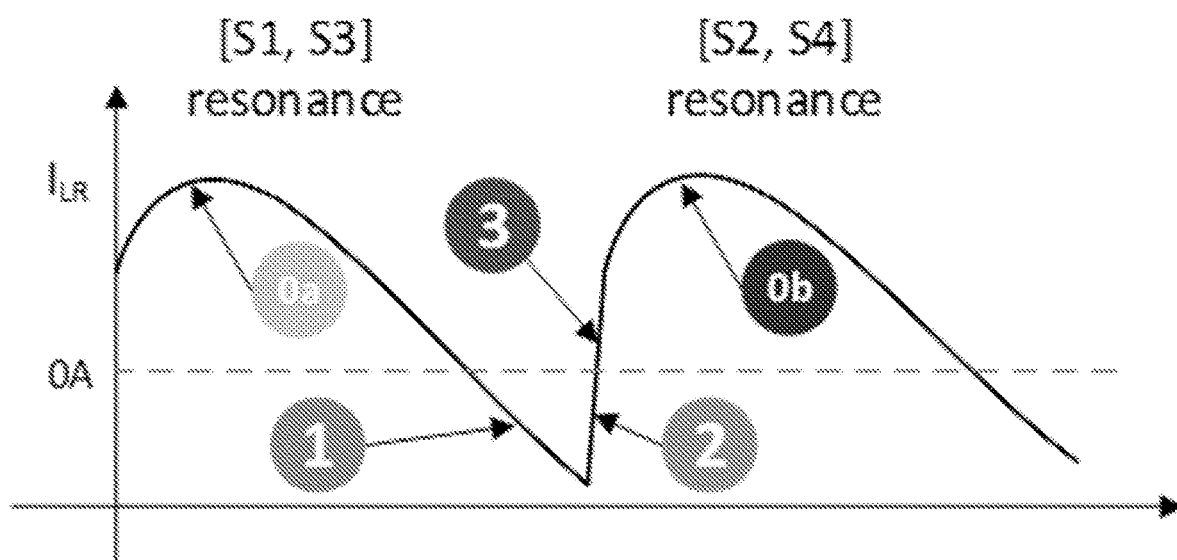 [S1, S3]
resonance
[S2, S4]
resonance
I_LR
3
0a
0b
0A
1
2